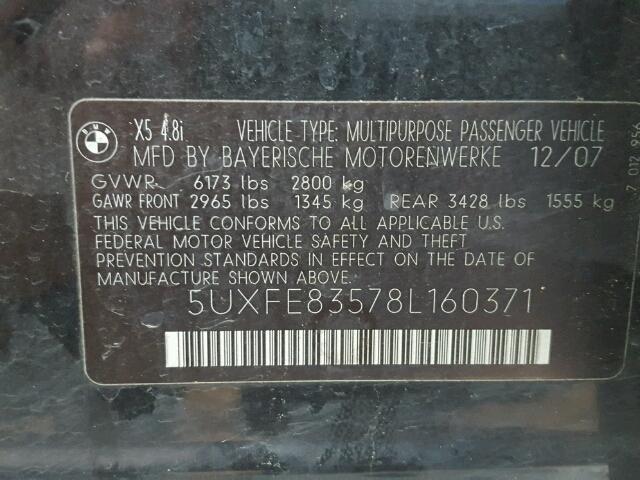 BMW X5 4.8i VEHICLE TYPE: MULTIPURPOSE PASSENGER VEHICLE
MFD BY BAYERISCHE MOTORENWERKE 12/07
GVWR 6173 lbs 2800 kg
GAWR FRONT 2965 lbs 1345 kg REAR 3428 lbs 1555 kg
THIS VEHICLE CONFORMS TO ALL APPLICABLE U.S.
FEDERAL MOTOR VEHICLE SAFETY AND THEFT
PREVENTION STANDARDS IN EFFECT ON THE DATE OF
MANUFACTURE SHOWN ABOVE.
5UXFE83578L160371